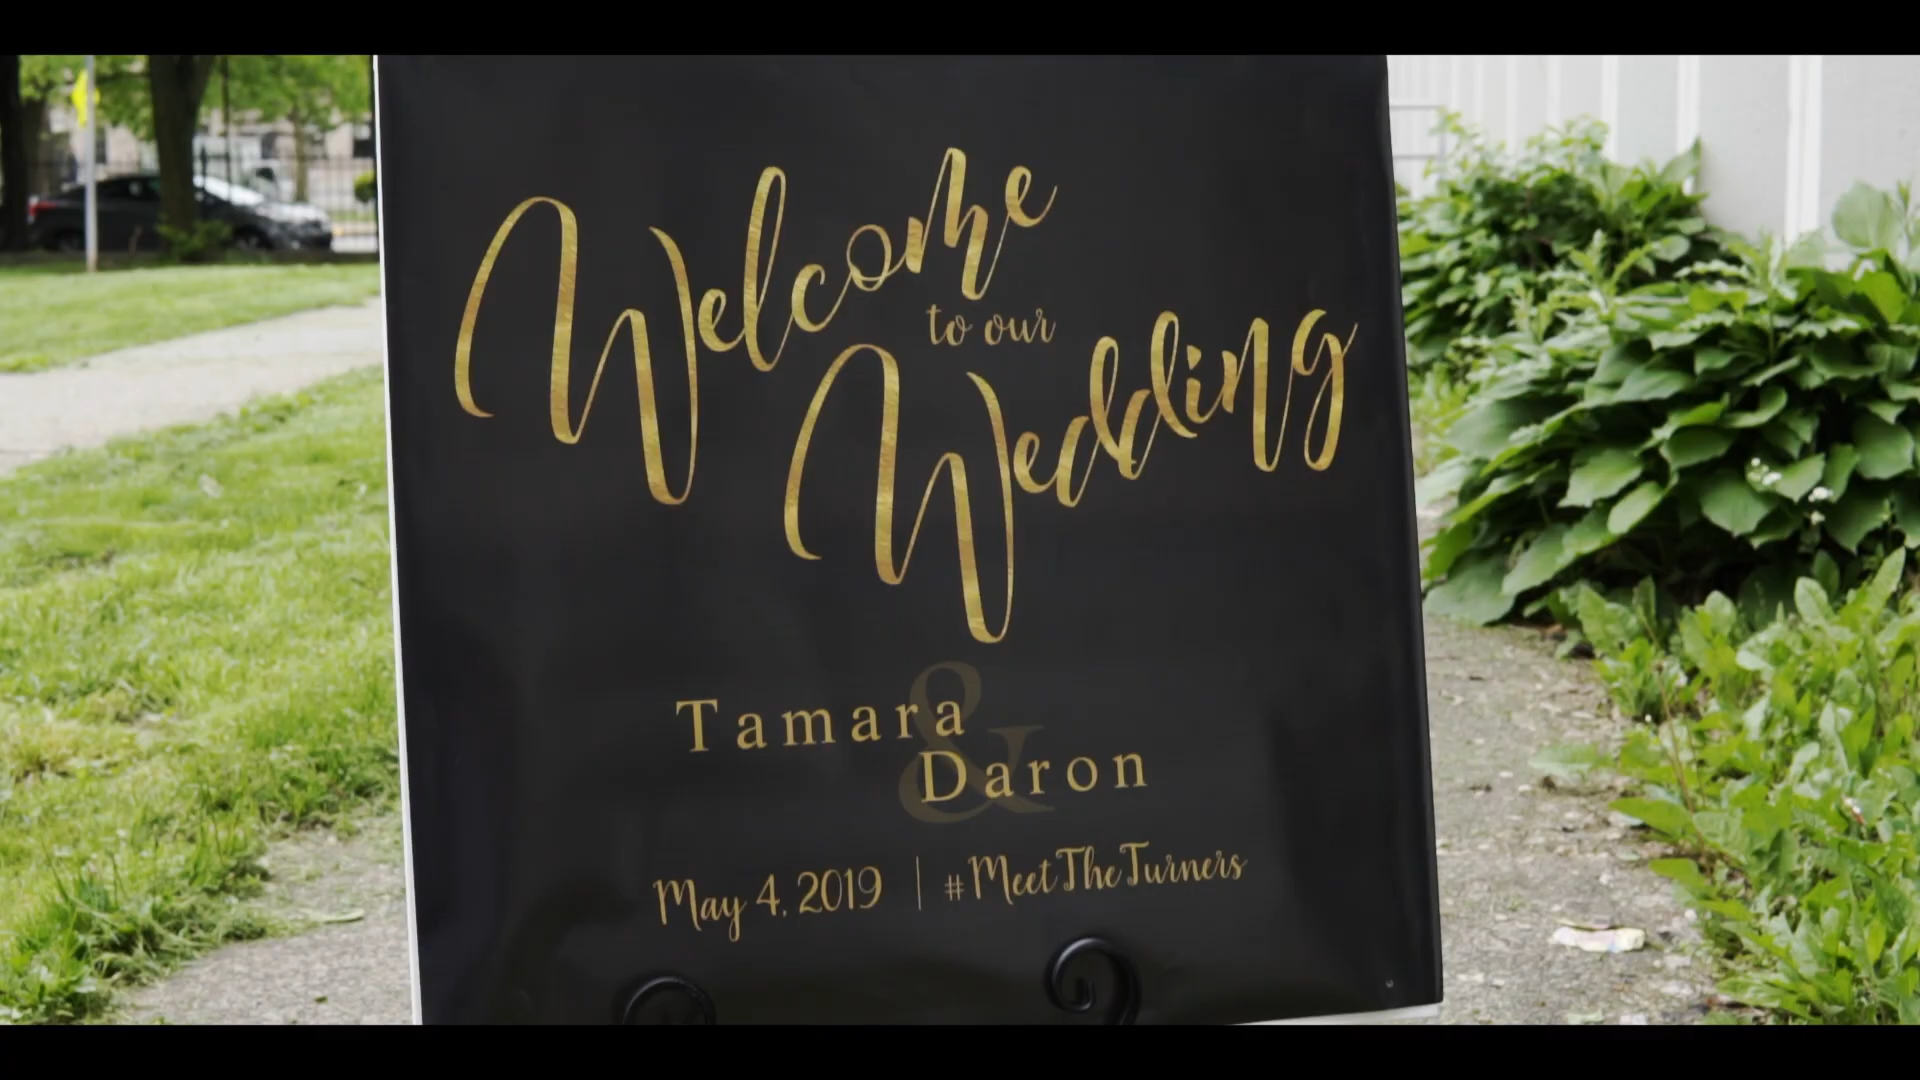 Welcome
to our
Wedding
&
Tamara
Daron
May 4, 2019 | #MeetTheTurners